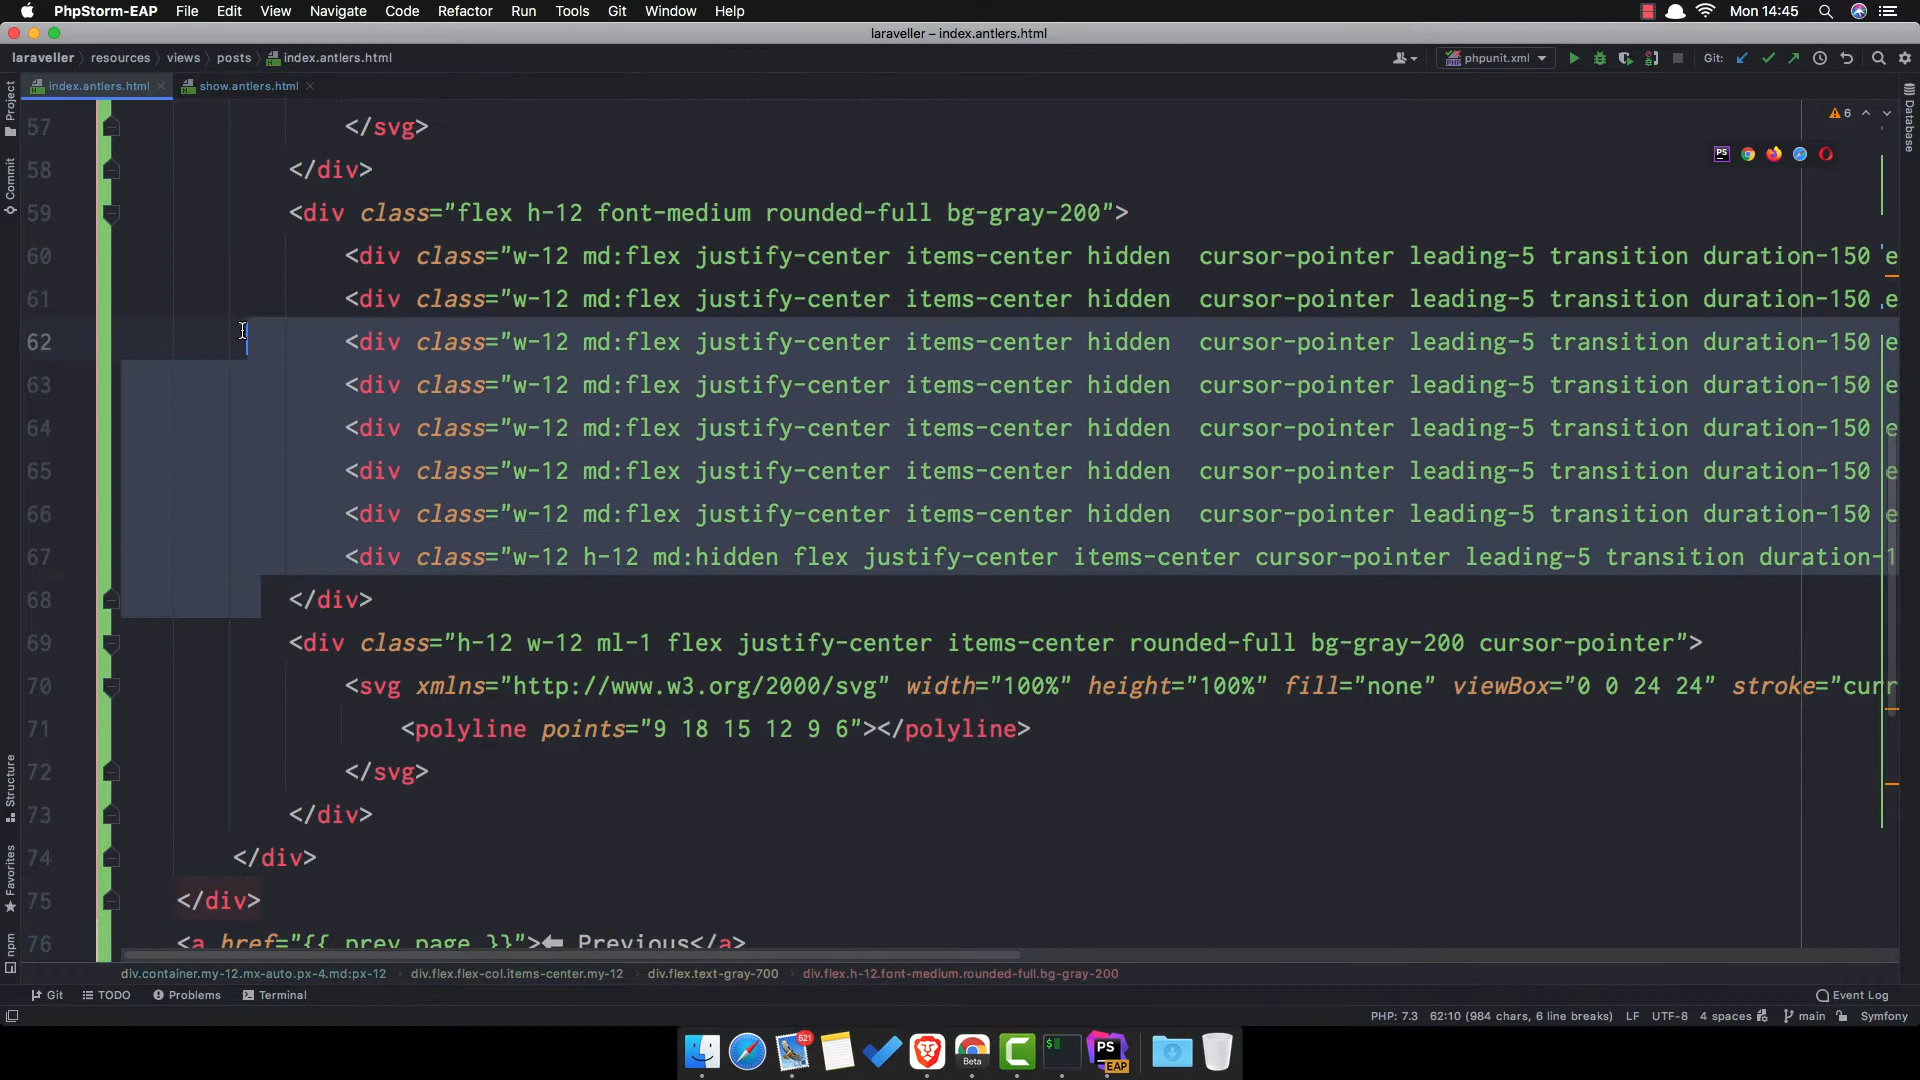 PhpStorm-EAP File Edit View Navigate Code Refactor Run Tools Git Window Help Mon 14:45
laraveller – index.antlers.html
laraveller resources views posts index.antlers.html phpunit.xml Git:
index.antlers.html show.antlers.html
57 </svg> 6
58 </div>
59 <div class="flex h-12 font-medium rounded-full bg-gray-200">
60 <div class="w-12 md:flex justify-center items-center hidden  cursor-pointer leading-5 transition duration-150 e
61 <div class="w-12 md:flex justify-center items-center hidden  cursor-pointer leading-5 transition duration-150 e
62 <div class="w-12 md:flex justify-center items-center hidden  cursor-pointer leading-5 transition duration-150 e
63 <div class="w-12 md:flex justify-center items-center hidden  cursor-pointer leading-5 transition duration-150 e
64 <div class="w-12 md:flex justify-center items-center hidden  cursor-pointer leading-5 transition duration-150 e
65 <div class="w-12 md:flex justify-center items-center hidden  cursor-pointer leading-5 transition duration-150 e
66 <div class="w-12 md:flex justify-center items-center hidden  cursor-pointer leading-5 transition duration-150 e
67 <div class="w-12 h-12 md:hidden flex justify-center items-center cursor-pointer leading-5 transition duration-1
68 </div>
69 <div class="h-12 w-12 ml-1 flex justify-center items-center rounded-full bg-gray-200 cursor-pointer">
70 <svg xmlns="http://www.w3.org/2000/svg" width="100%" height="100%" fill="none" viewBox="0 0 24 24" stroke="curr
71 <polyline points="9 18 15 12 9 6"></polyline>
72 </svg>
73 </div>
74 </div>
75 </div>
76 <a href="{{ prev_page }}">⬅ Previous</a>
Project
Commit
Structure
Favorites
npm
Database
div.container.my-12.mx-auto.px-4.md:px-12 div.flex.flex-col.items-center.my-12 div.flex.text-gray-700 div.flex.h-12.font-medium.rounded-full.bg-gray-200
Git TODO Problems Terminal Event Log
PHP: 7.3 62:10 (984 chars, 6 line breaks) LF UTF-8 4 spaces main Symfony
521
Beta
$
PS
EAP